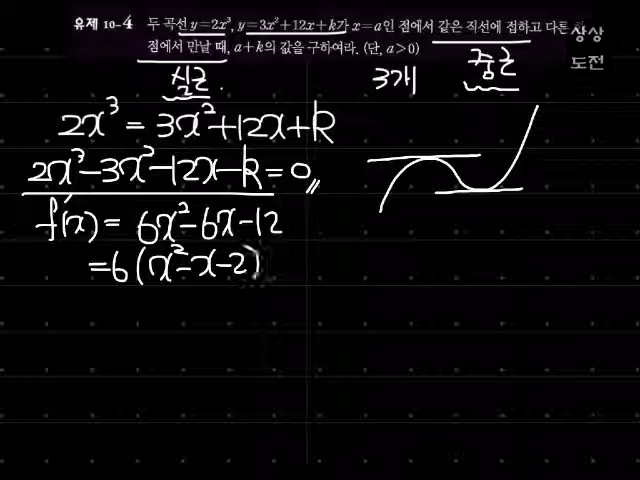 유제 10-4 두 곡선 y=2x³, y=3x²+12x+k가 x=a인 점에서 같은 직선에 접하고 다른 한
점에서 만날 때, a+k의 값을 구하여라. (단, a>0)
상상
도전
실근 3개 중근
2x³ = 3x²+12x+k
2x³-3x²-12x-k=0
f'(x) = 6x²-6x-12
=6(x²-x-2)